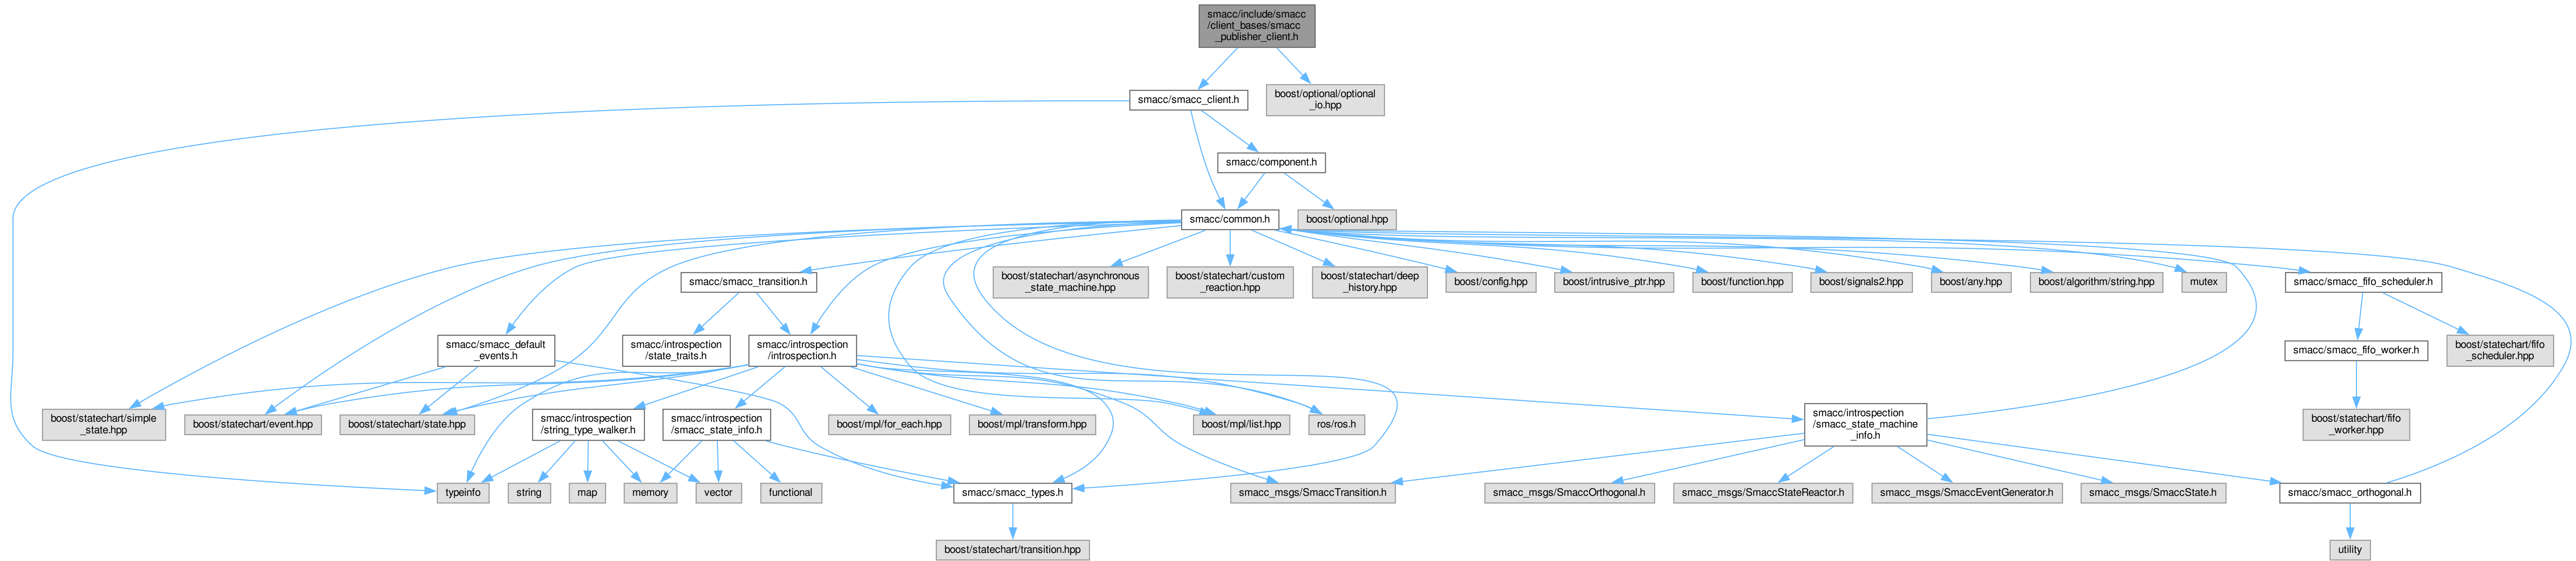 smacc/include/smacc
/client_bases/smacc
_publisher_client.h
smacc/smacc_client.h
boost/optional/optional
_io.hpp
smacc/component.h
smacc/common.h
boost/optional.hpp
smacc/smacc_transition.h
boost/statechart/asynchronous
_state_machine.hpp
boost/statechart/custom
_reaction.hpp
boost/statechart/deep
_history.hpp
boost/config.hpp
boost/intrusive_ptr.hpp
boost/function.hpp
boost/signals2.hpp
boost/any.hpp
boost/algorithm/string.hpp
mutex
smacc/smacc_fifo_scheduler.h
smacc/smacc_default
_events.h
smacc/introspection
/state_traits.h
smacc/introspection
/introspection.h
smacc/smacc_fifo_worker.h
boost/statechart/fifo
_scheduler.hpp
boost/statechart/simple
_state.hpp
boost/statechart/event.hpp
boost/statechart/state.hpp
smacc/introspection
/string_type_walker.h
smacc/introspection
/smacc_state_info.h
boost/mpl/for_each.hpp
boost/mpl/transform.hpp
boost/mpl/list.hpp
ros/ros.h
smacc/introspection
/smacc_state_machine
_info.h
boost/statechart/fifo
_worker.hpp
typeinfo
string
map
memory
vector
functional
smacc/smacc_types.h
smacc_msgs/SmaccTransition.h
smacc_msgs/SmaccOrthogonal.h
smacc_msgs/SmaccStateReactor.h
smacc_msgs/SmaccEventGenerator.h
smacc_msgs/SmaccState.h
smacc/smacc_orthogonal.h
boost/statechart/transition.hpp
utility